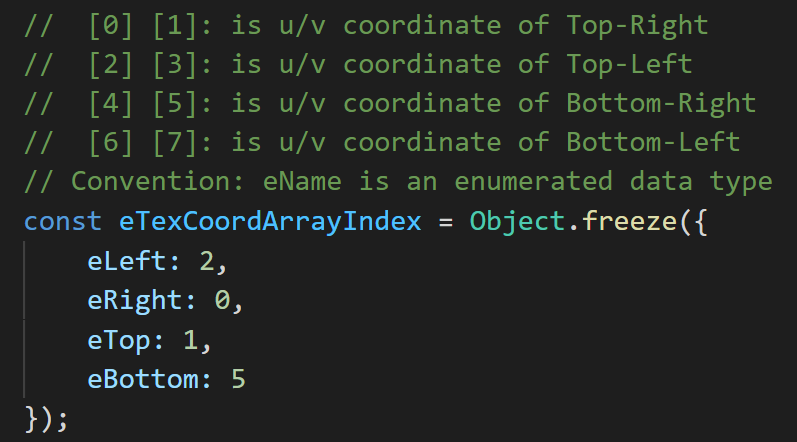 //  [0] [1]: is u/v coordinate of Top-Right
//  [2] [3]: is u/v coordinate of Top-Left
//  [4] [5]: is u/v coordinate of Bottom-Right
//  [6] [7]: is u/v coordinate of Bottom-Left
// Convention: eName is an enumerated data type
const eTexCoordArrayIndex = Object.freeze({
    eLeft: 2,
    eRight: 0,
    eTop: 1,
    eBottom: 5
});